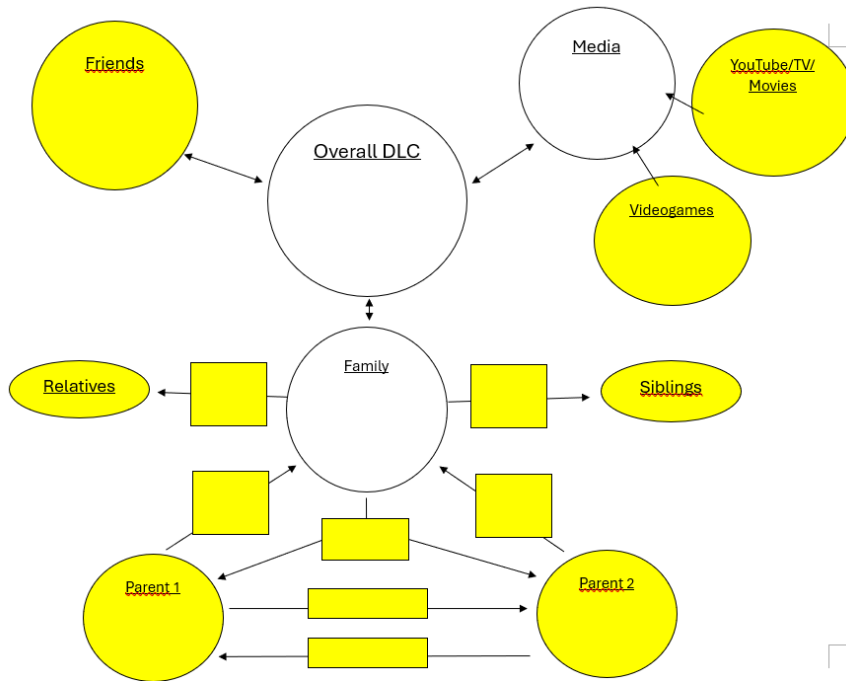 Friends
Media
YouTube/TV/
Movies
Overall DLC
Videogames
Family
Relatives
Siblings
Parent 1
Parent 2